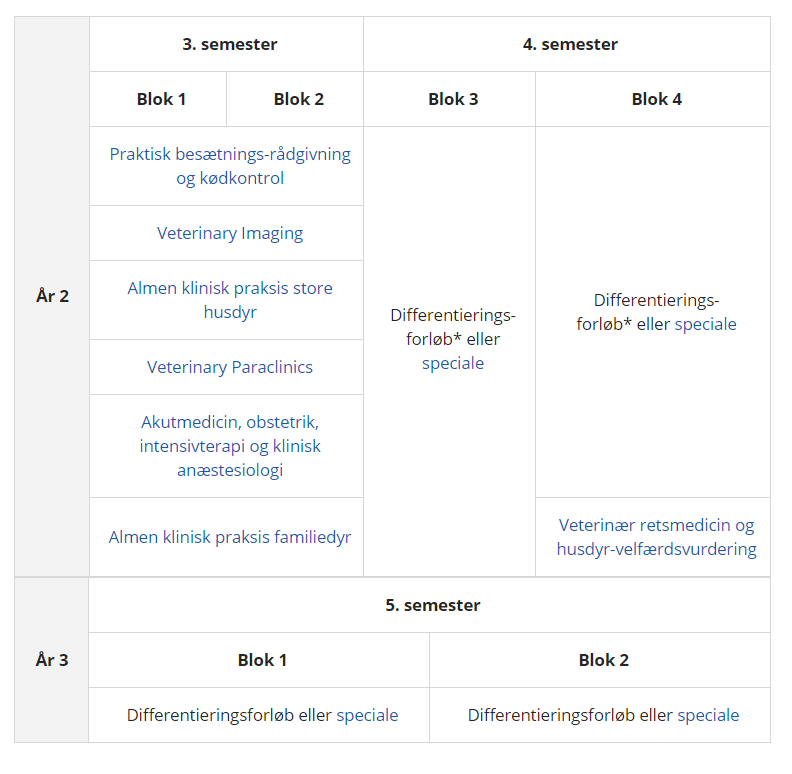 3. semester
4. semester
Blok 1
Blok 2
Blok 3
Blok 4
År 2
Praktisk besætnings-rådgivning
og kødkontrol
Veterinary Imaging
Almen klinisk praksis store
husdyr
Veterinary Paraclinics
Akutmedicin, obstetrik,
intensivterapi og klinisk
anæstesiologi
Almen klinisk praksis familiedyr
Differentierings-
forløb* eller
speciale
Differentierings-
forløb* eller speciale
Veterinær retsmedicin og
husdyr-velfærdsvurdering
År 3
5. semester
Blok 1
Blok 2
Differentieringsforløb eller speciale
Differentieringsforløb eller speciale